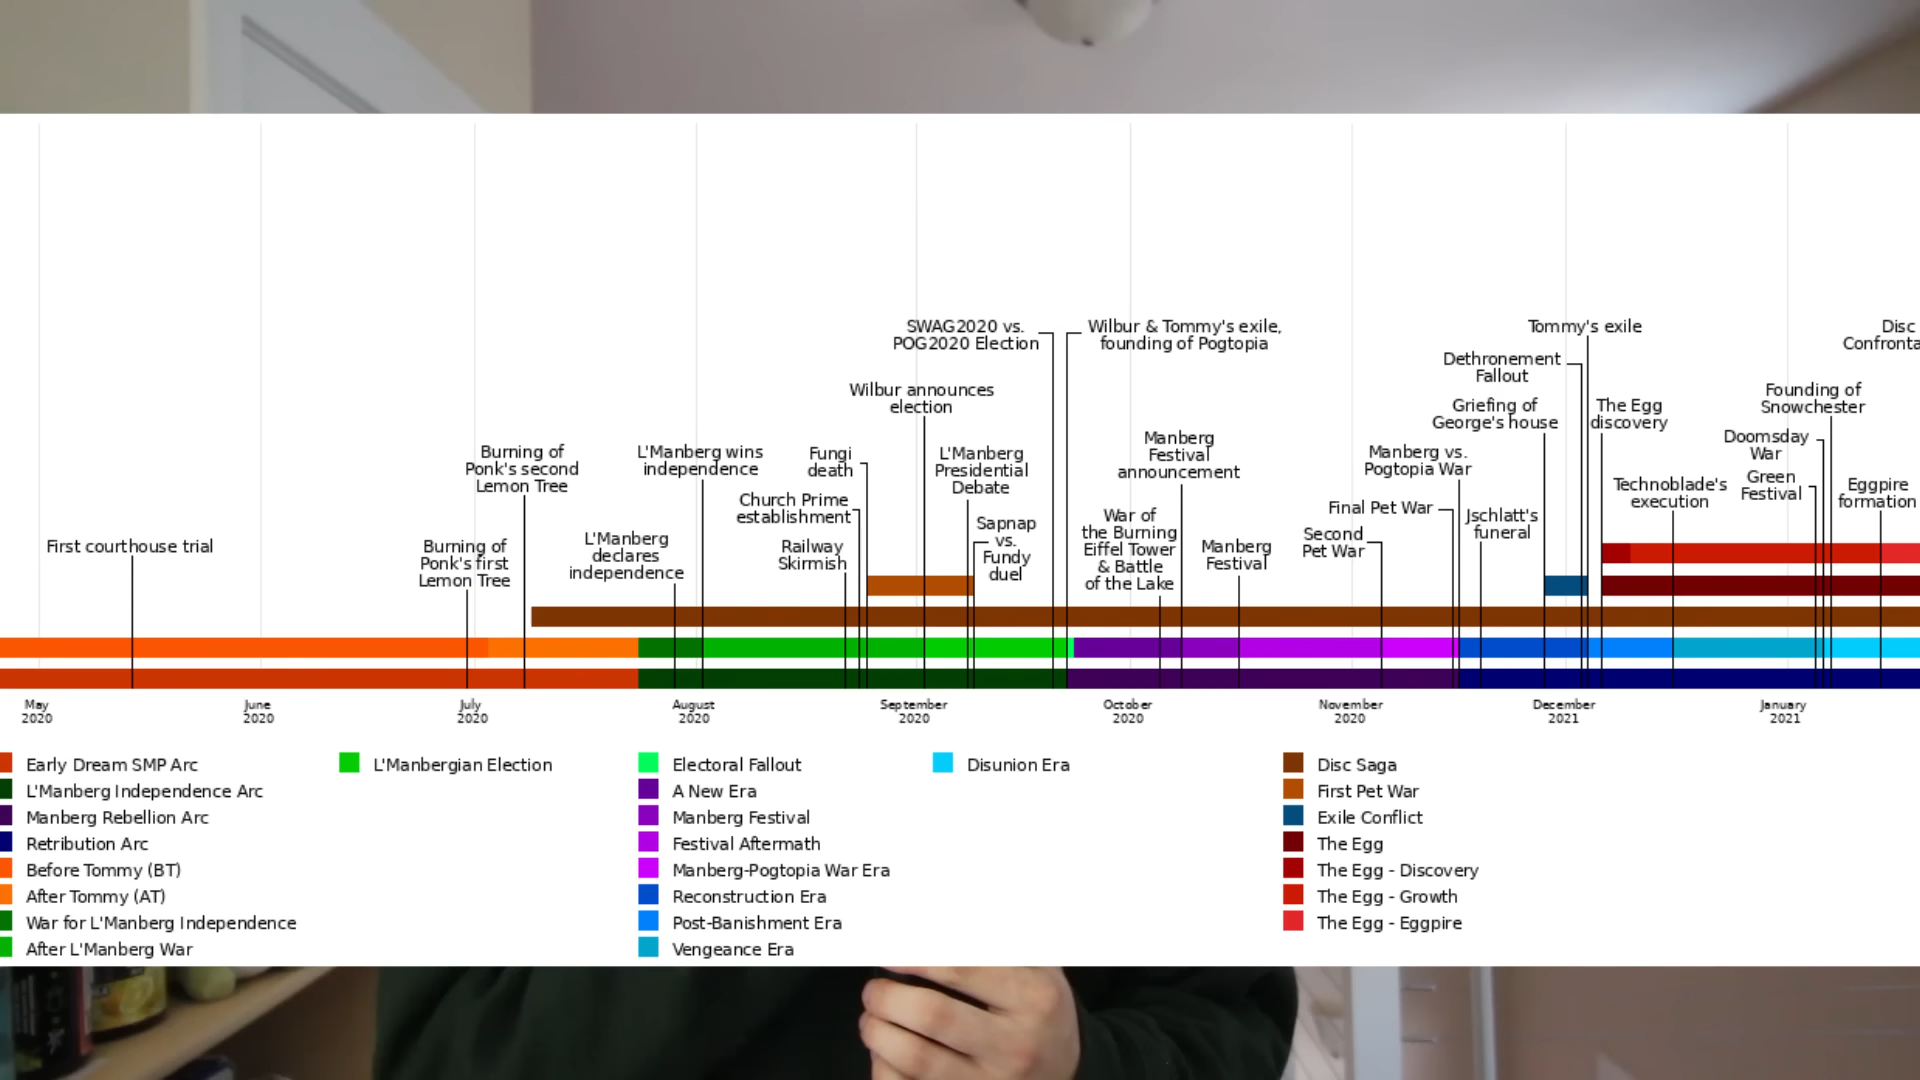 SWAG2020 vs.
POG2020 Election
Wilbur & Tommy's exile,
founding of Pogtopia
Tommy's exile
Disc
Confronta
Dethronement
Fallout
Wilbur announces
election
Founding of
Snowchester
Griefing of
George's house
The Egg
discovery
Burning of
Ponk's second
Lemon Tree
L'Manberg wins
independence
Fungi
death
L'Manberg
Presidential
Debate
Manberg
Festival
announcement
Manberg vs.
Pogtopia War
Doomsday
War
Green
Festival
Technoblade's
execution
Eggpire
formation
Church Prime
establishment
Final Pet War
Jschlatt's
funeral
First courthouse trial
Burning of
Ponk's first
Lemon Tree
L'Manberg
declares
independence
Railway
Skirmish
Sapnap
vs.
Fundy
duel
War of
the Burning
Eiffel Tower
& Battle
of the Lake
Manberg
Festival
Second
Pet War
May
2020
June
2020
July
2020
August
2020
September
2020
October
2020
November
2020
December
2021
January
2021
Early Dream SMP Arc
L'Manberg Independence Arc
Manberg Rebellion Arc
Retribution Arc
Before Tommy (BT)
After Tommy (AT)
War for L'Manberg Independence
After L'Manberg War
L'Manbergian Election
Electoral Fallout
A New Era
Manberg Festival
Festival Aftermath
Manberg-Pogtopia War Era
Reconstruction Era
Post-Banishment Era
Vengeance Era
Disunion Era
Disc Saga
First Pet War
Exile Conflict
The Egg
The Egg - Discovery
The Egg - Growth
The Egg - Eggpire